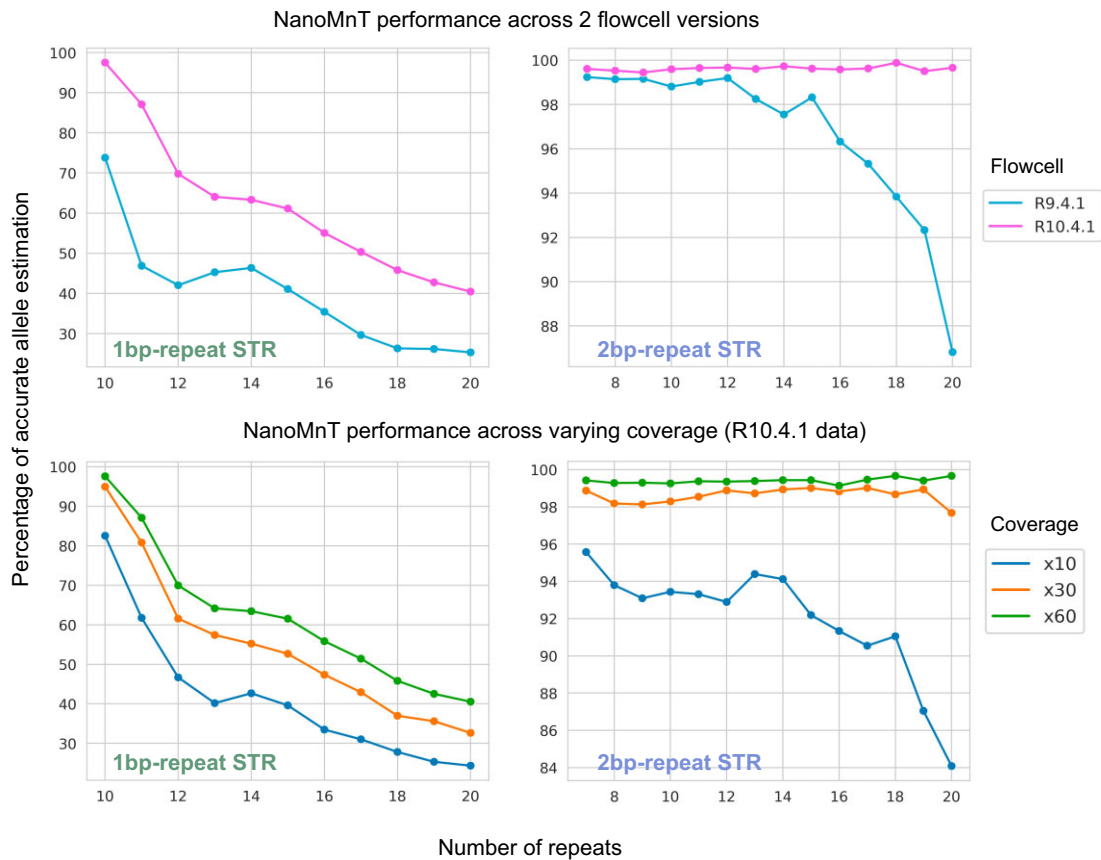 NanoMnT performance across 2 flowcell versions
Percentage of accurate allele estimation
100
90
80
70
60
50
40
30
1bp-repeat STR
10 12 14 16 18 20
100
98
96
94
92
90
88
2bp-repeat STR
8 10 12 14 16 18 20
Flowcell
R9.4.1
R10.4.1
NanoMnT performance across varying coverage (R10.4.1 data)
100
90
80
70
60
50
40
30
1bp-repeat STR
10 12 14 16 18 20
100
98
96
94
92
90
88
86
84
2bp-repeat STR
8 10 12 14 16 18 20
Coverage
x10
x30
x60
Number of repeats